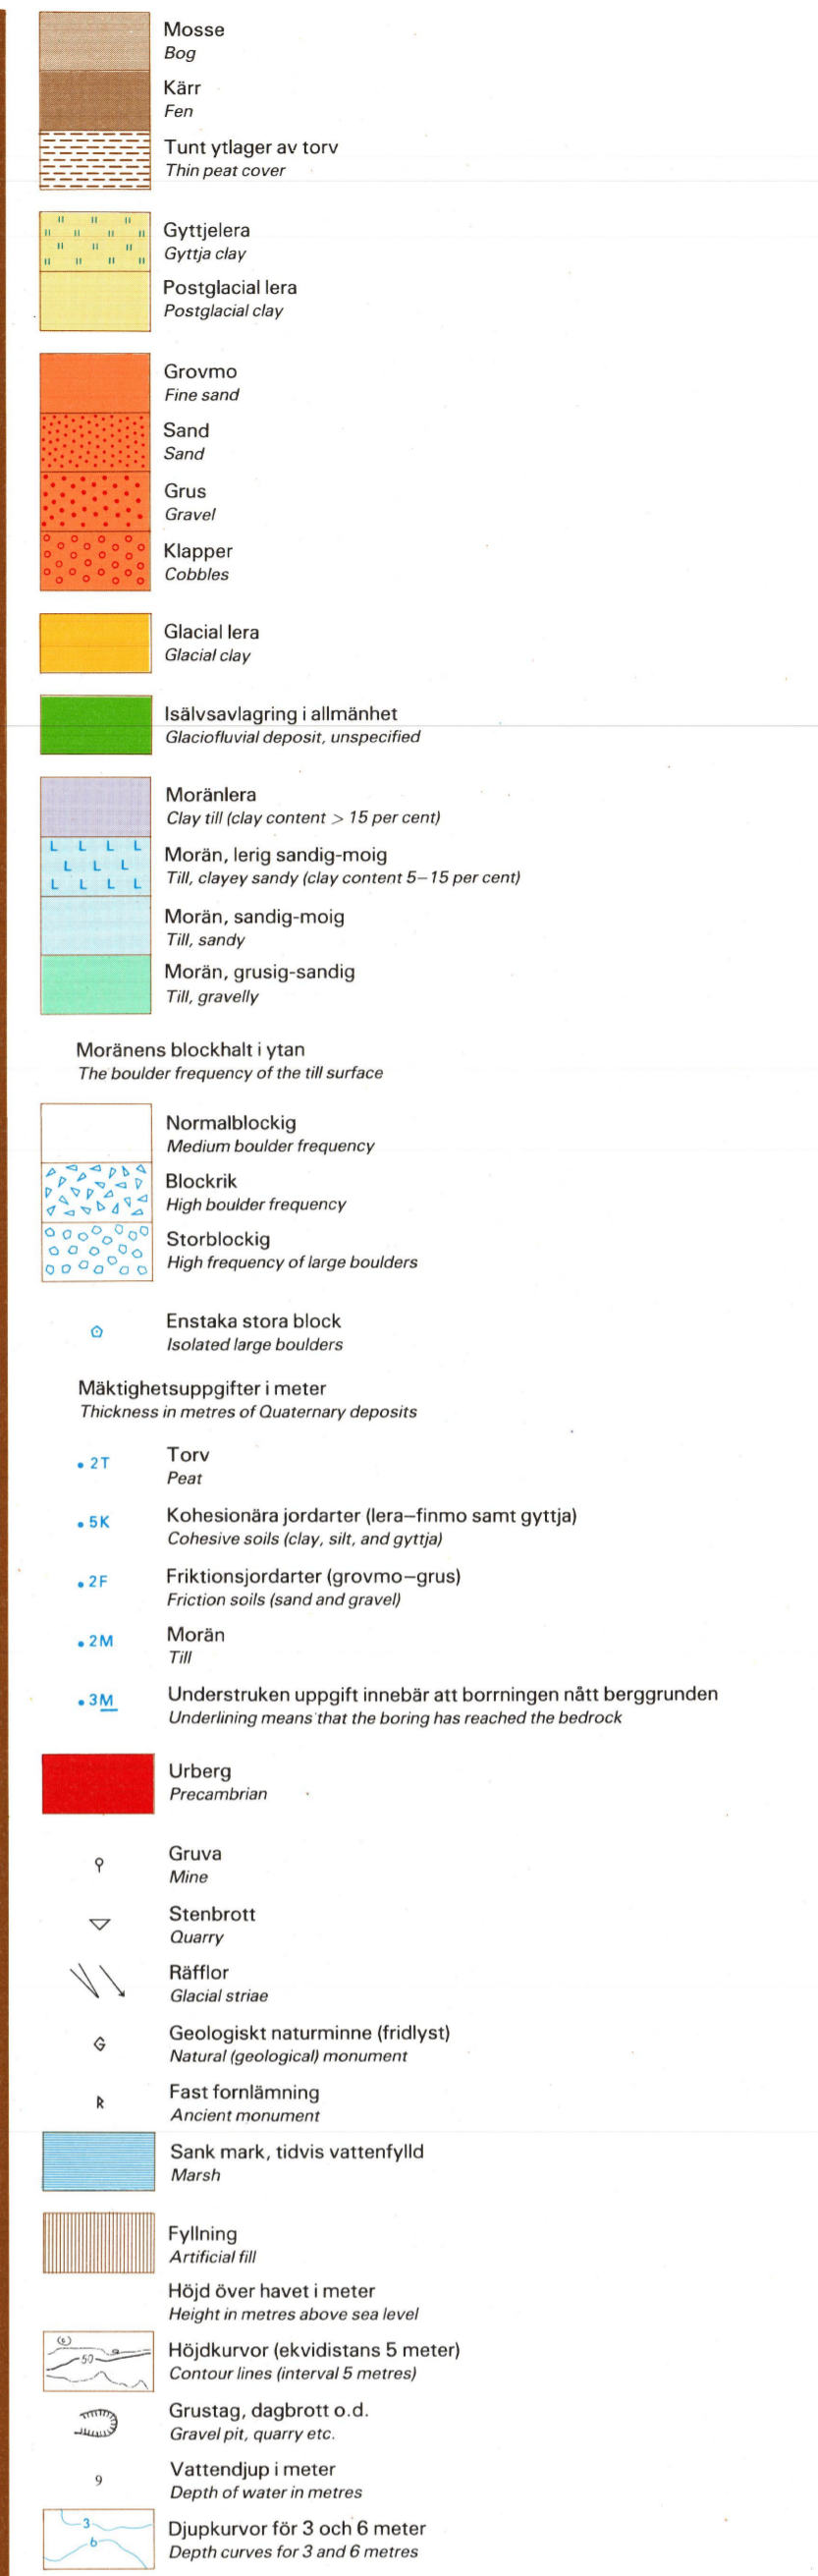 Mosse
Bog
Kärr
Fen
Tunt ytlager av torv
Thin peat cover
Gyttjelera
Gyttja clay
Postglacial lera
Postglacial clay
Grovmo
Fine sand
Sand
Sand
Grus
Gravel
Klapper
Cobbles
Glacial lera
Glacial clay
Isälvsavlagring i allmänhet
Glaciofluvial deposit, unspecified
Moränlera
Clay till (clay content > 15 per cent)
L L L L
L L L
L L L L
Morän, lerig sandig-moig
Till, clayey sandy (clay content 5–15 per cent)
Morän, sandig-moig
Till, sandy
Morän, grusig-sandig
Till, gravelly
Moränens blockhalt i ytan
The boulder frequency of the till surface
Normalblockig
Medium boulder frequency
Blockrik
High boulder frequency
Storblockig
High frequency of large boulders
Enstaka stora block
Isolated large boulders
Mäktighetsuppgifter i meter
Thickness in metres of Quaternary deposits
• 2T Torv
Peat
• 5K Kohesionära jordarter (lera–finmo samt gyttja)
Cohesive soils (clay, silt, and gyttja)
• 2F Friktionsjordarter (grovmo–grus)
Friction soils (sand and gravel)
• 2M Morän
Till
• 3M Understruken uppgift innebär att borrningen nått berggrunden
Underlining means that the boring has reached the bedrock
Urberg
Precambrian
Gruva
Mine
Stenbrott
Quarry
Räfflor
Glacial striae
G Geologiskt naturminne (fridlyst)
Natural (geological) monument
R Fast fornlämning
Ancient monument
Sank mark, tidvis vattenfylld
Marsh
Fyllning
Artificial fill
Höjd över havet i meter
Height in metres above sea level
50 Höjdkurvor (ekvidistans 5 meter)
Contour lines (interval 5 metres)
Grustag, dagbrott o.d.
Gravel pit, quarry etc.
9 Vattendjup i meter
Depth of water in metres
3 Djupkurvor för 3 och 6 meter
6 Depth curves for 3 and 6 metres